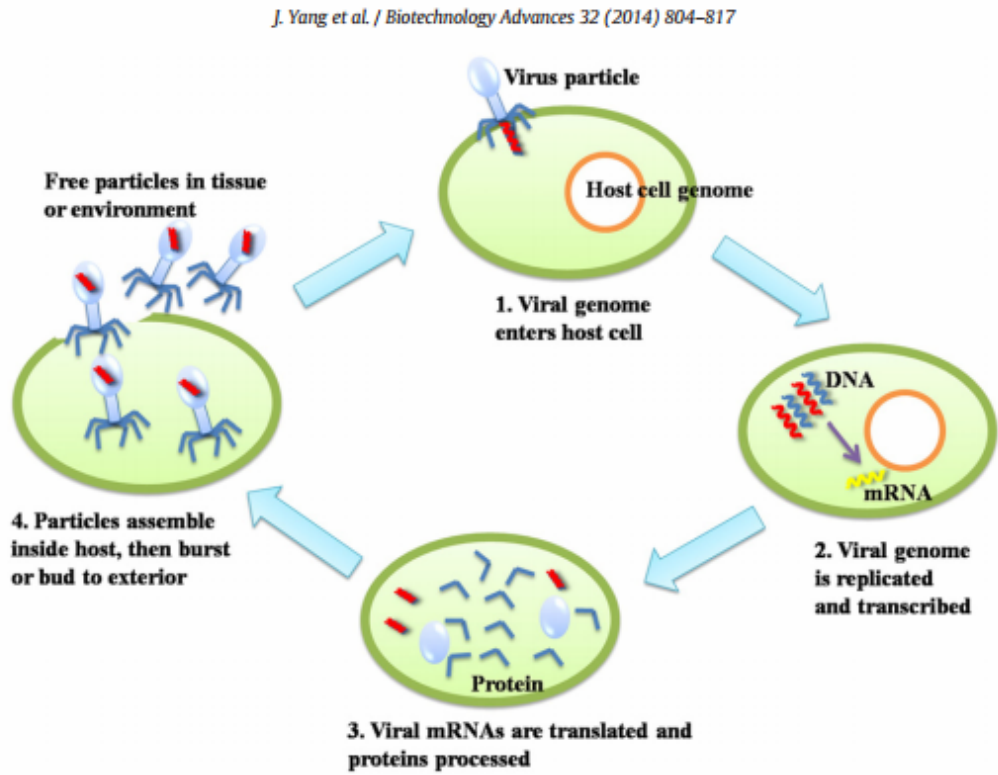 J. Yang et al. / Biotechnology Advances 32 (2014) 804–817
Virus particle
Host cell genome
Free particles in tissue
or environment
1. Viral genome
enters host cell
DNA
mRNA
2. Viral genome
is replicated
and transcribed
4. Particles assemble
inside host, then burst
or bud to exterior
Protein
3. Viral mRNAs are translated and
proteins processed